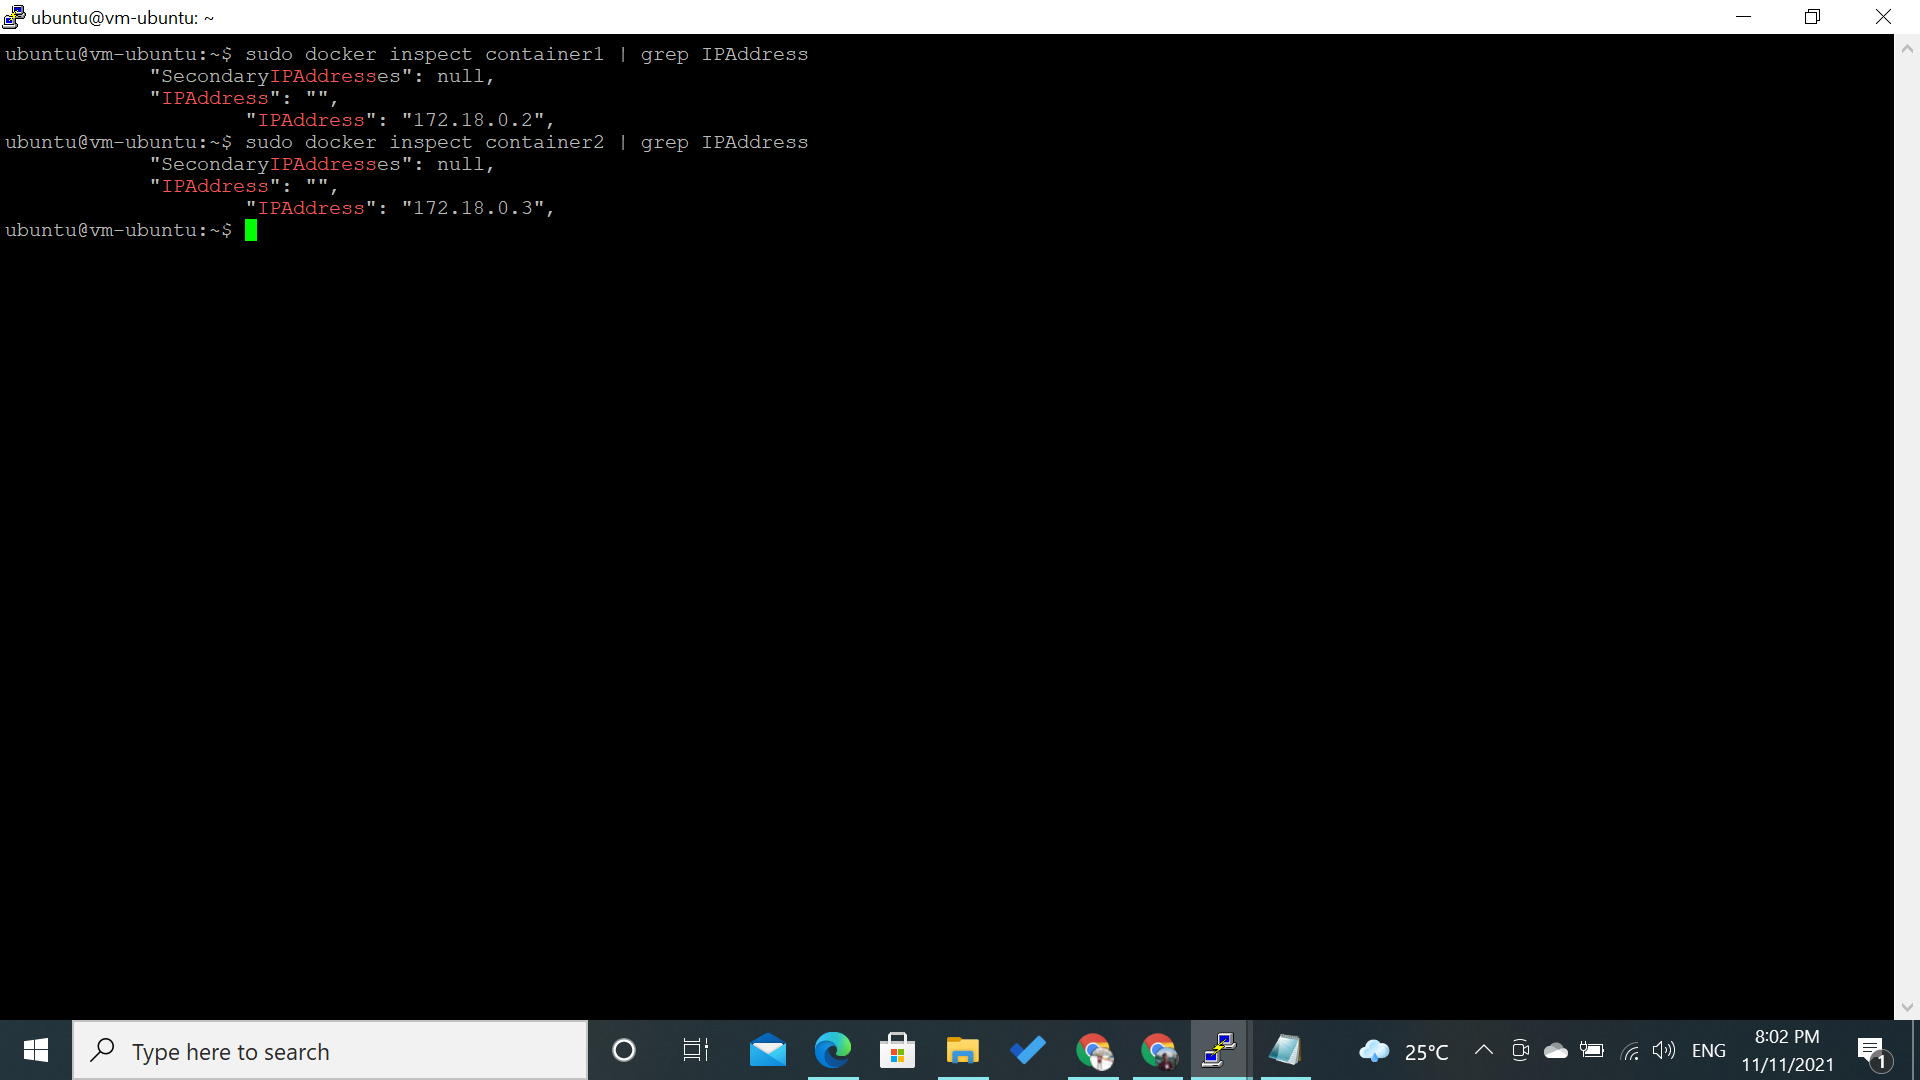 ubuntu@vm-ubuntu: ~
ubuntu@vm-ubuntu:~$ sudo docker inspect container1 | grep IPAddress
            "SecondaryIPAddresses": null,
            "IPAddress": "",
                    "IPAddress": "172.18.0.2",
ubuntu@vm-ubuntu:~$ sudo docker inspect container2 | grep IPAddress
            "SecondaryIPAddresses": null,
            "IPAddress": "",
                    "IPAddress": "172.18.0.3",
ubuntu@vm-ubuntu:~$
Type here to search
25°C
ENG
8:02 PM
11/11/2021
1